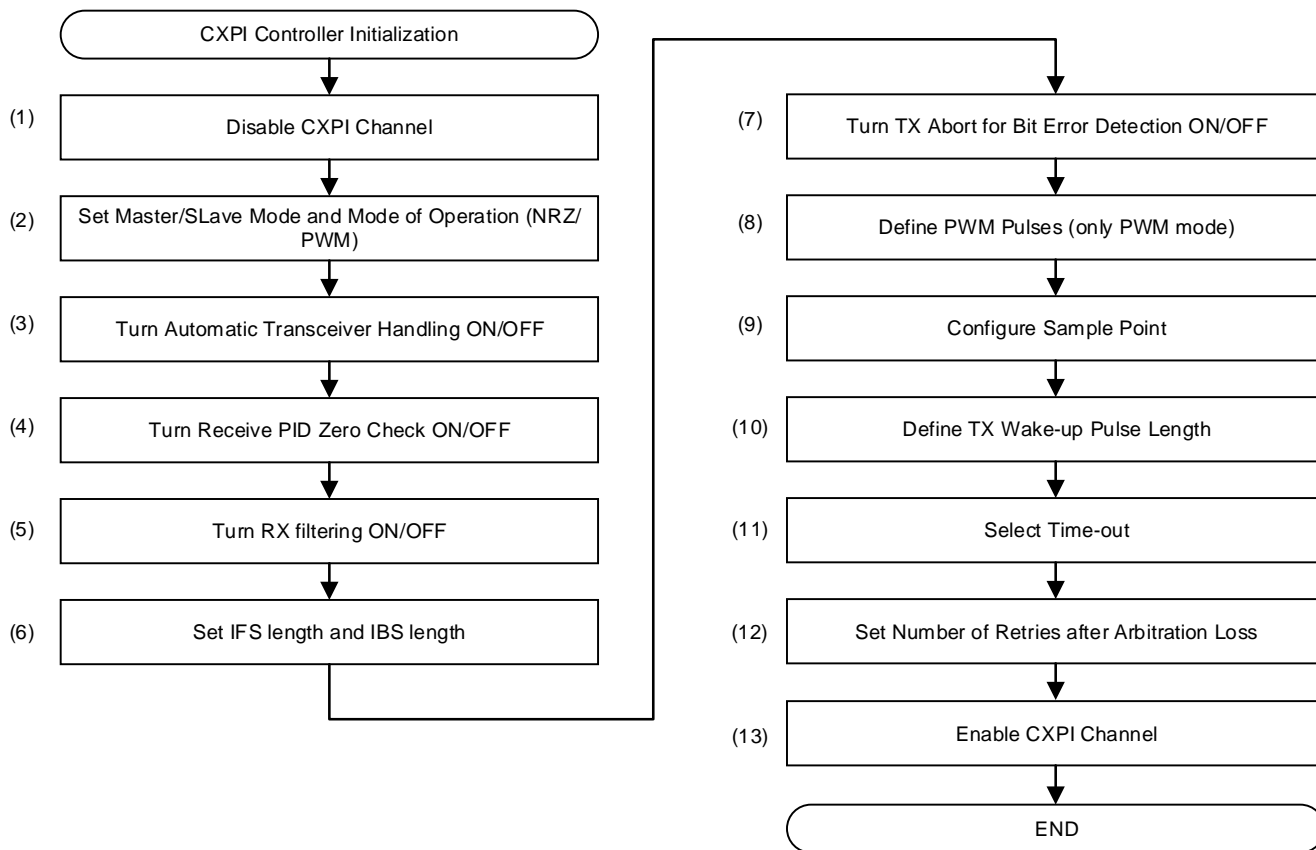 CXPI Controller Initialization
(1)
Disable CXPI Channel
(2)
Set Master/SLave Mode and Mode of Operation (NRZ/
PWM)
(3)
Turn Automatic Transceiver Handling ON/OFF
(4)
Turn Receive PID Zero Check ON/OFF
(5)
Turn RX filtering ON/OFF
(6)
Set IFS length and IBS length
(7)
Turn TX Abort for Bit Error Detection ON/OFF
(8)
Define PWM Pulses (only PWM mode)
(9)
Configure Sample Point
(10)
Define TX Wake-up Pulse Length
(11)
Select Time-out
(12)
Set Number of Retries after Arbitration Loss
(13)
Enable CXPI Channel
END